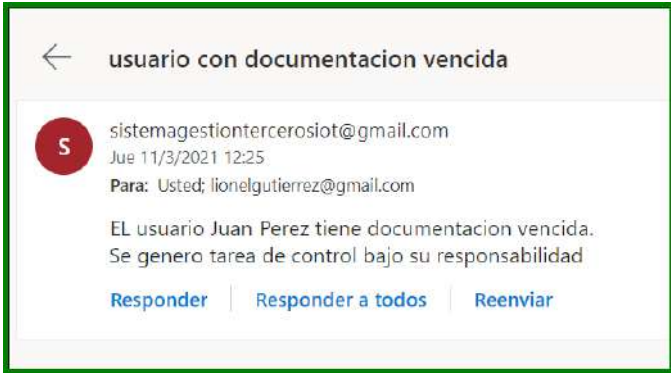 usuario con documentacion vencida
S
sistemagestiontercerosiot@gmail.com
Jue 11/3/2021 12:25
Para: Usted; lionelgutierrez@gmail.com
EL usuario Juan Perez tiene documentacion vencida.
Se genero tarea de control bajo su responsabilidad
Responder Responder a todos Reenviar